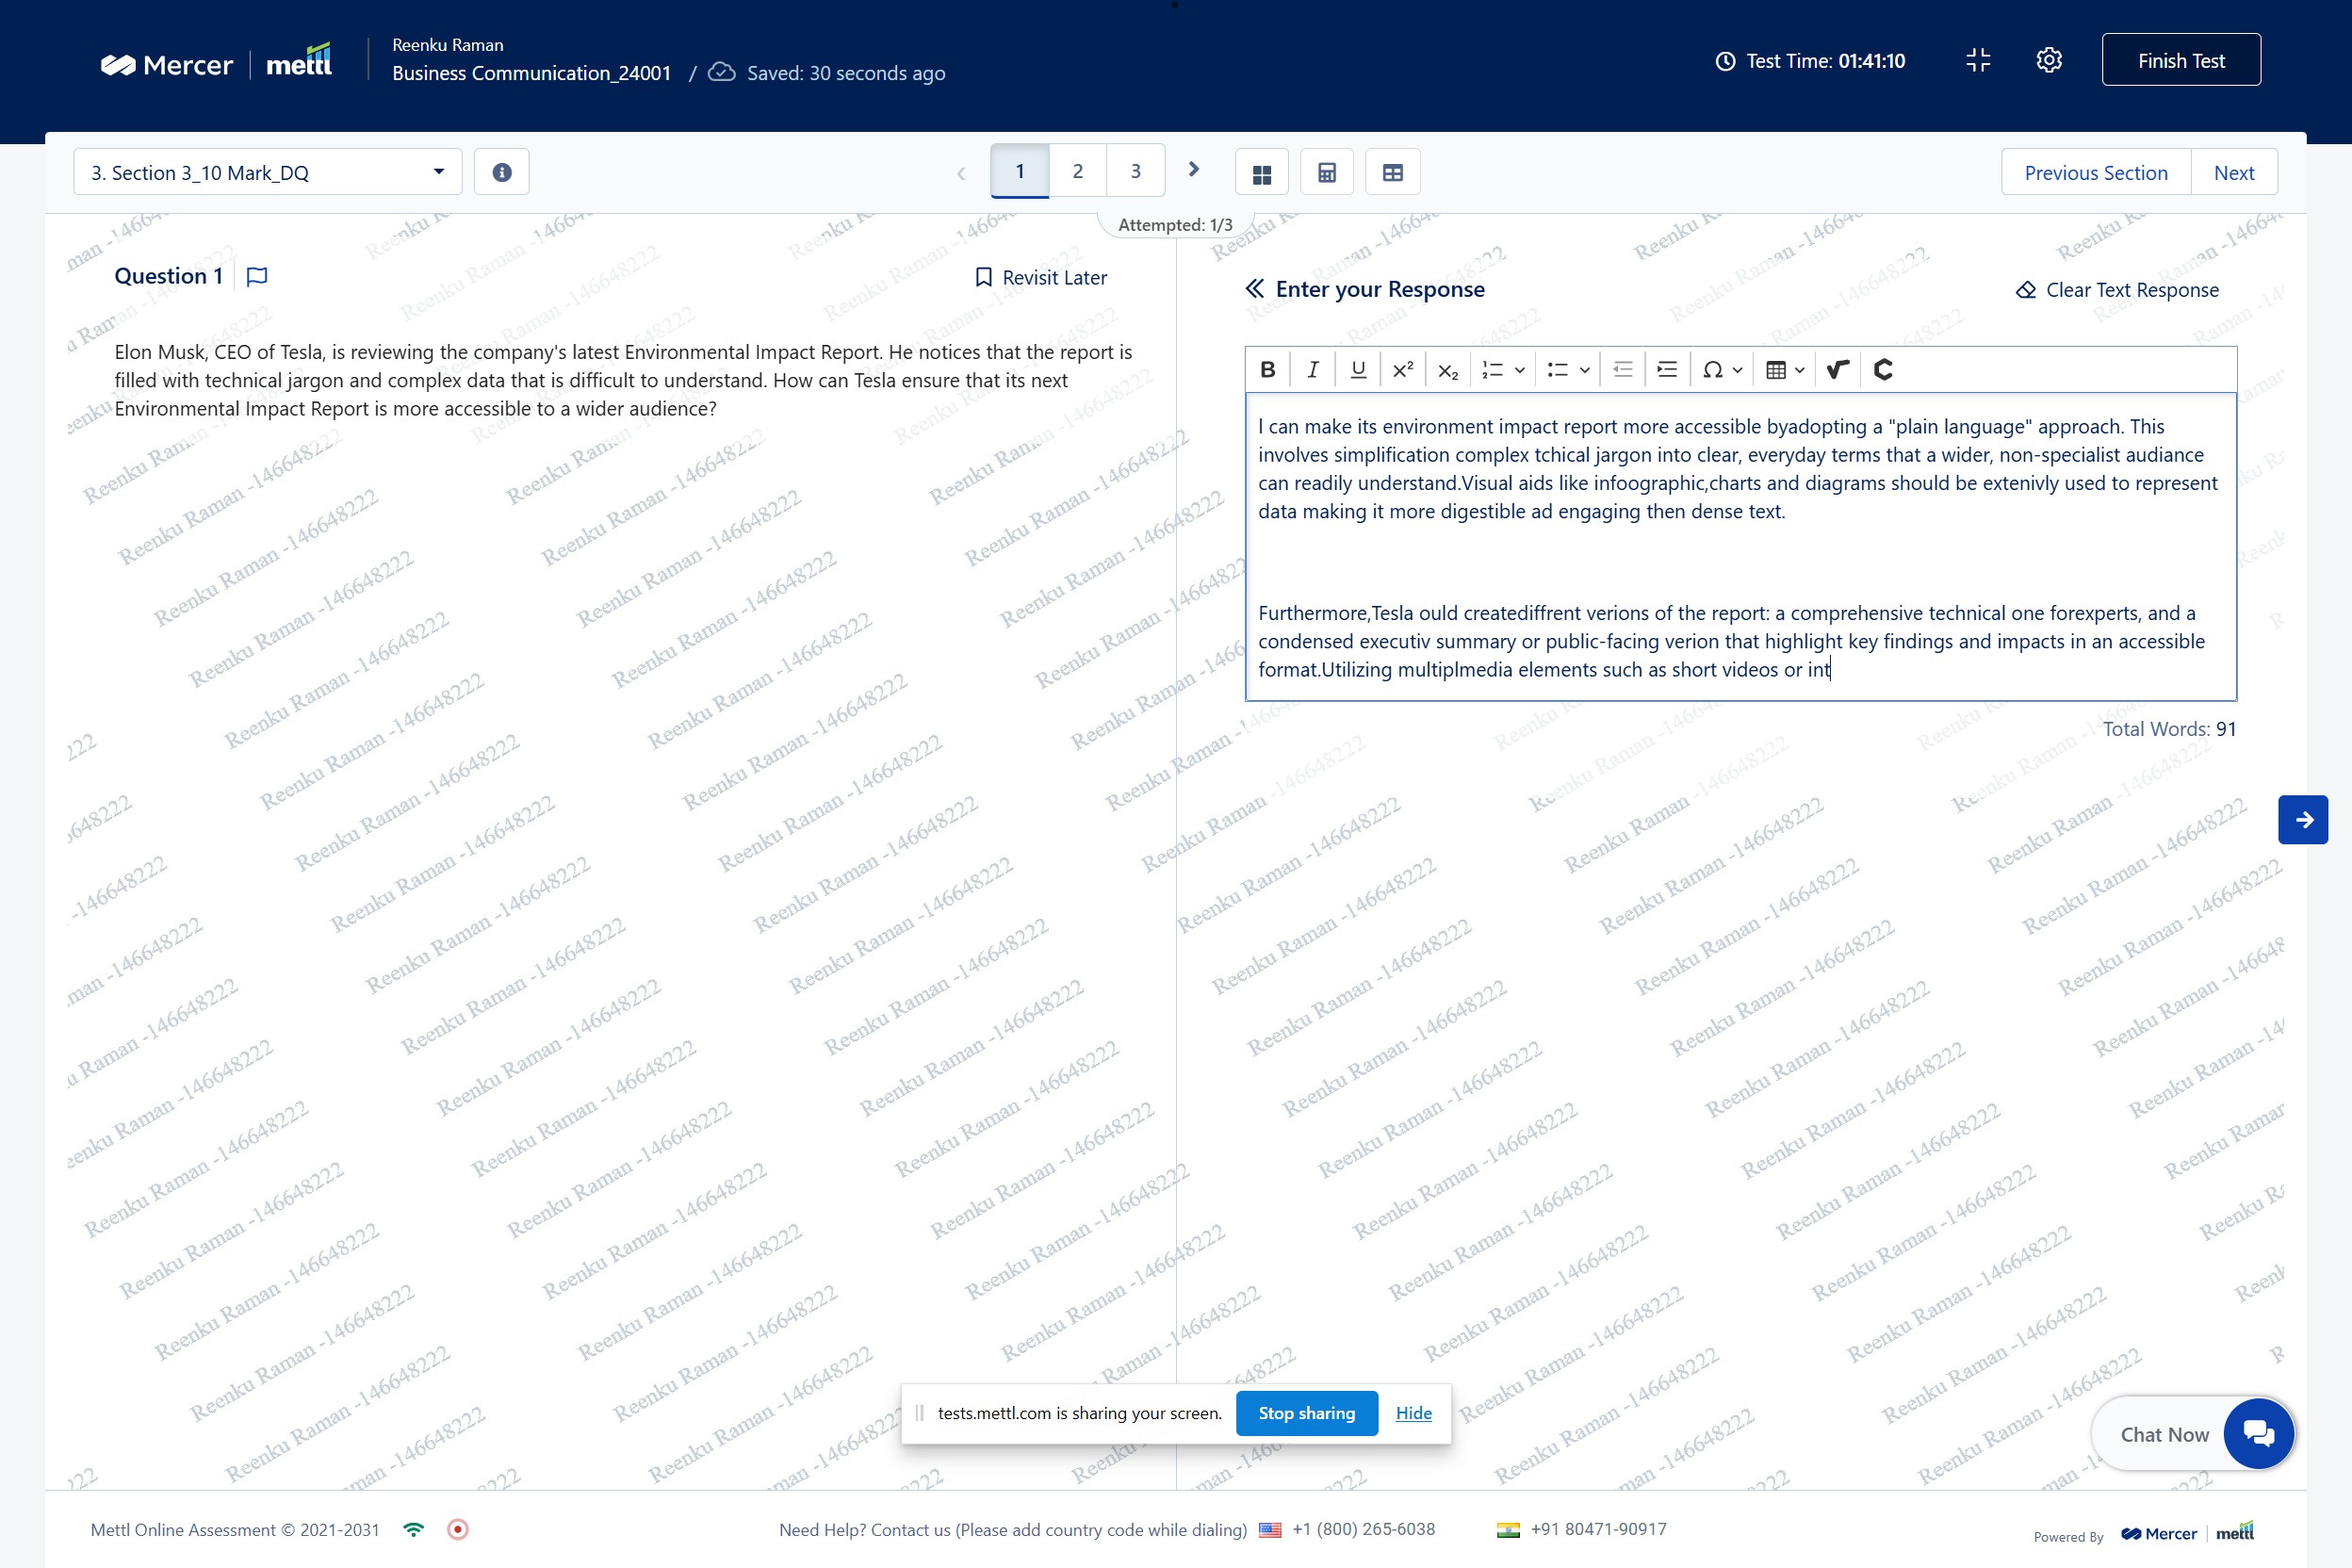 Mercer | mettl
Reenku Raman
Business Communication_24001 / Saved: 30 seconds ago
Test Time: 01:41:10
Finish Test
3. Section 3_10 Mark_DQ
1 2 3
Previous Section Next
Attempted: 1/3
Question 1
Revisit Later
Elon Musk, CEO of Tesla, is reviewing the company's latest Environmental Impact Report. He notices that the report is
filled with technical jargon and complex data that is difficult to understand. How can Tesla ensure that its next
Environmental Impact Report is more accessible to a wider audience?
Enter your Response
Clear Text Response
I can make its environment impact report more accessible byadopting a "plain language" approach. This
involves simplification complex tchical jargon into clear, everyday terms that a wider, non-specialist audiance
can readily understand.Visual aids like infoographic,charts and diagrams should be extenivly used to represent
data making it more digestible ad engaging then dense text.
Furthermore,Tesla ould creatediffrent verions of the report: a comprehensive technical one forexperts, and a
condensed executiv summary or public-facing verion that highlight key findings and impacts in an accessible
format.Utilizing multiplmedia elements such as short videos or int
Total Words: 91
Reenku Raman -146648222
tests.mettl.com is sharing your screen. Stop sharing Hide
Chat Now
Mettl Online Assessment © 2021-2031
Need Help? Contact us (Please add country code while dialing) +1 (800) 265-6038 +91 80471-90917
Powered By Mercer | mettl